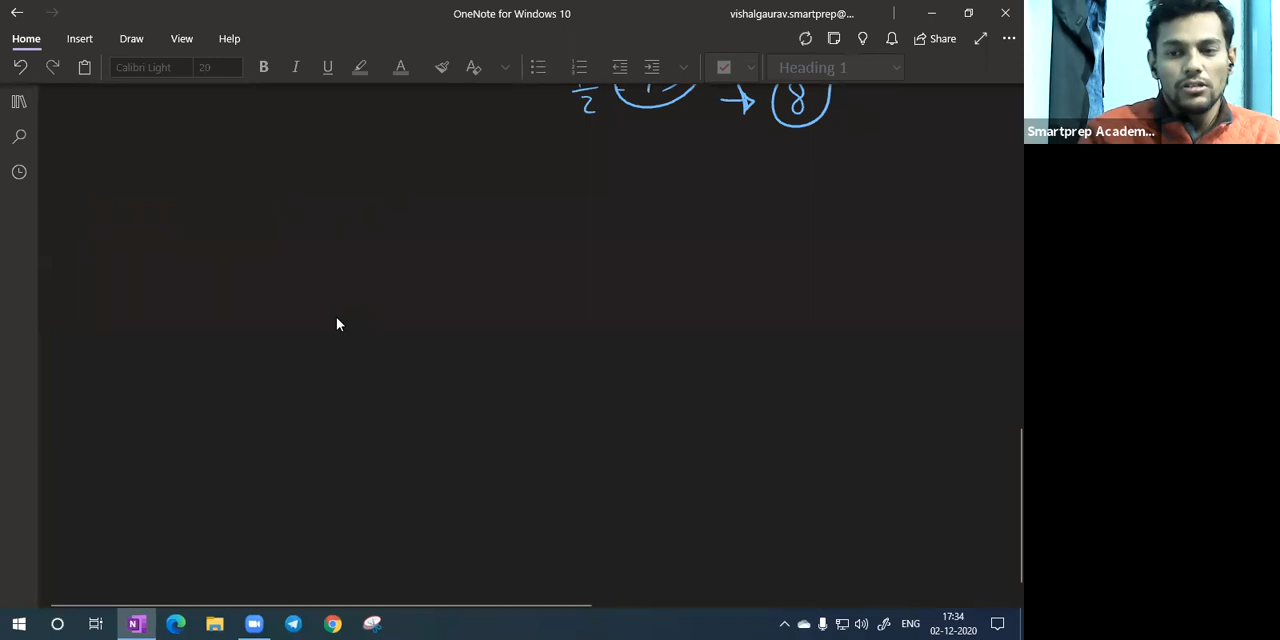 OneNote for Windows 10
vishalgaurav.smartprep@...
Home Insert Draw View Help
Share
Calibri Light 20 B I U A A
Heading 1
2
8
Smartprep Academ...
ENG
17:34
02-12-2020